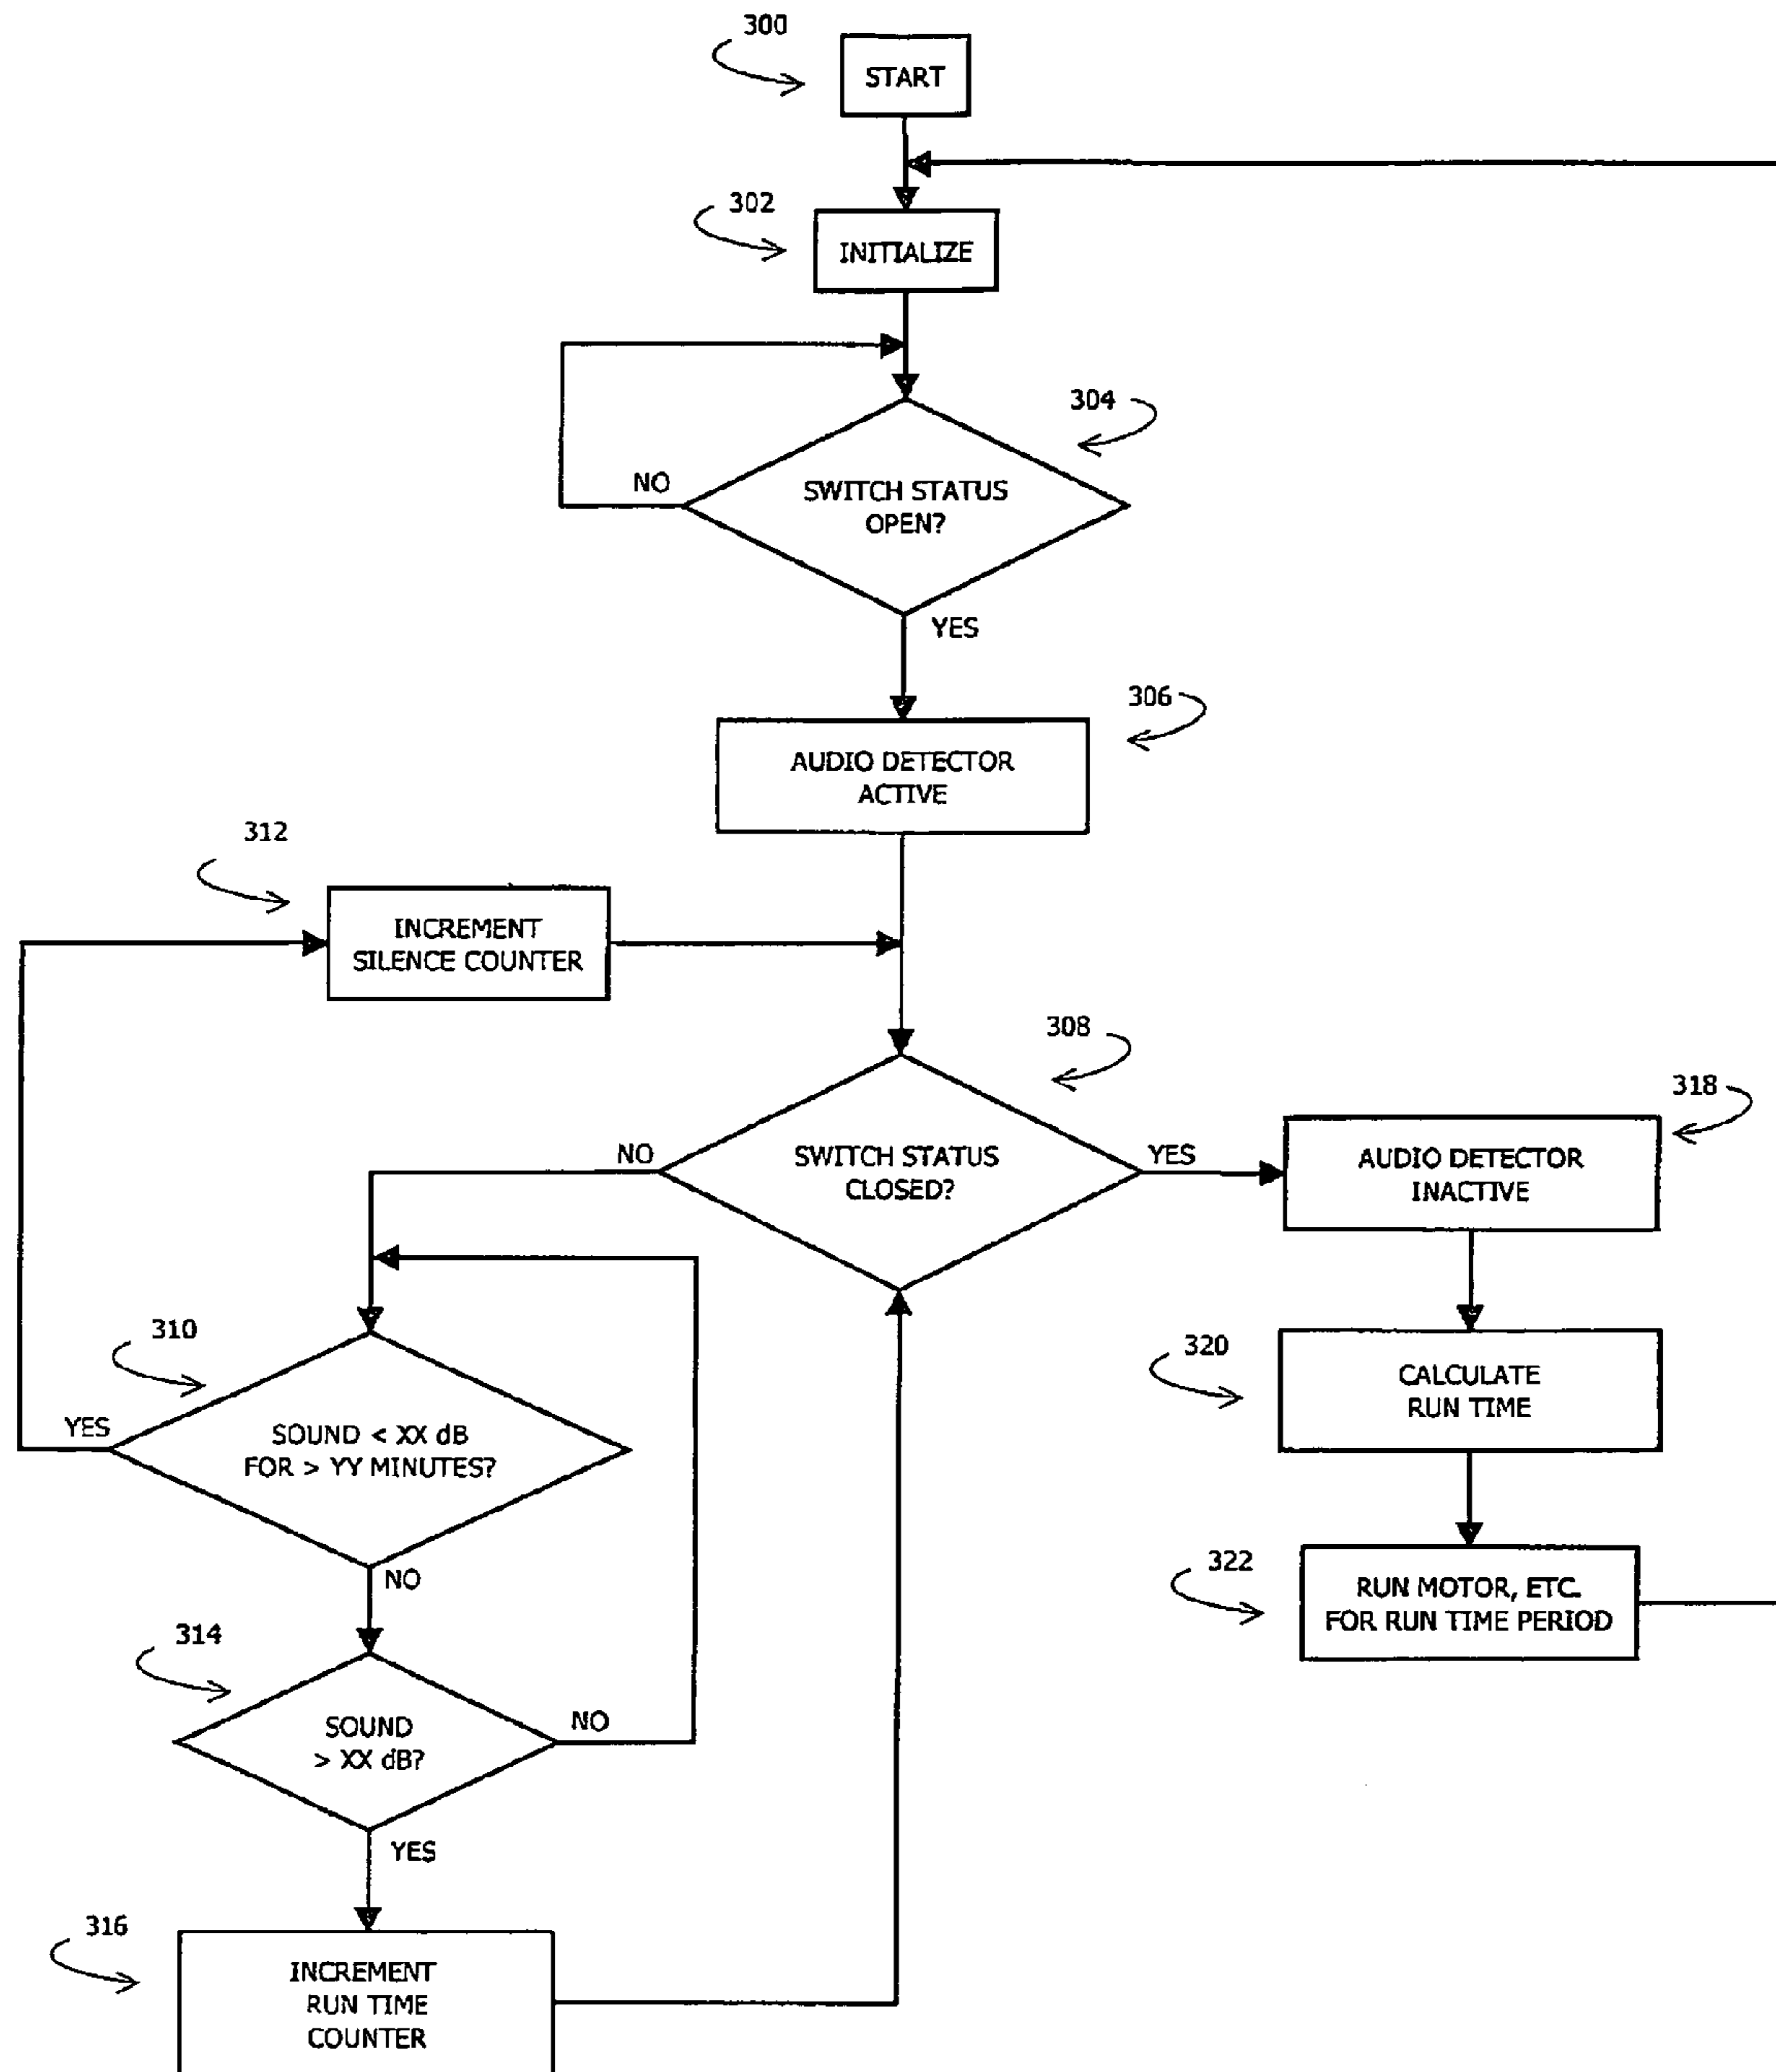 300
START
302
INITIALIZE
304
NO
SWITCH STATUS
OPEN?
YES
306
AUDIO DETECTOR
ACTIVE
312
INCREMENT
SILENCE COUNTER
308
318
NO
SWITCH STATUS
CLOSED?
YES
AUDIO DETECTOR
INACTIVE
310
320
CALCULATE
RUN TIME
YES
SOUND < XX dB
FOR > YY MINUTES?
NO
322
RUN MOTOR, ETC.
FOR RUN TIME PERIOD
314
SOUND
> XX dB?
NO
YES
316
INCREMENT
RUN TIME
COUNTER